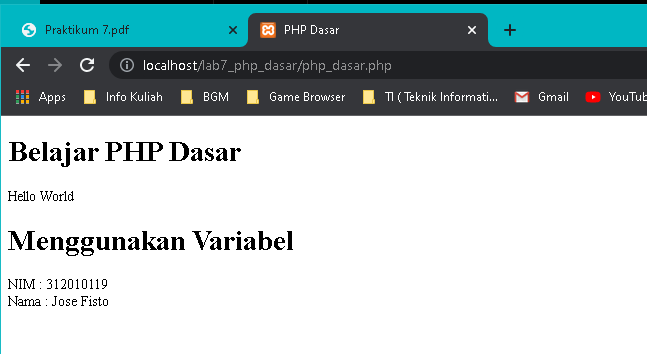 Praktikum 7.pdf
PHP Dasar
localhost/lab7_php_dasar/php_dasar.php
Apps Info Kuliah BGM Game Browser TI ( Teknik Informati... Gmail YouTub
Belajar PHP Dasar
Hello World
Menggunakan Variabel
NIM : 312010119
Nama : Jose Fisto